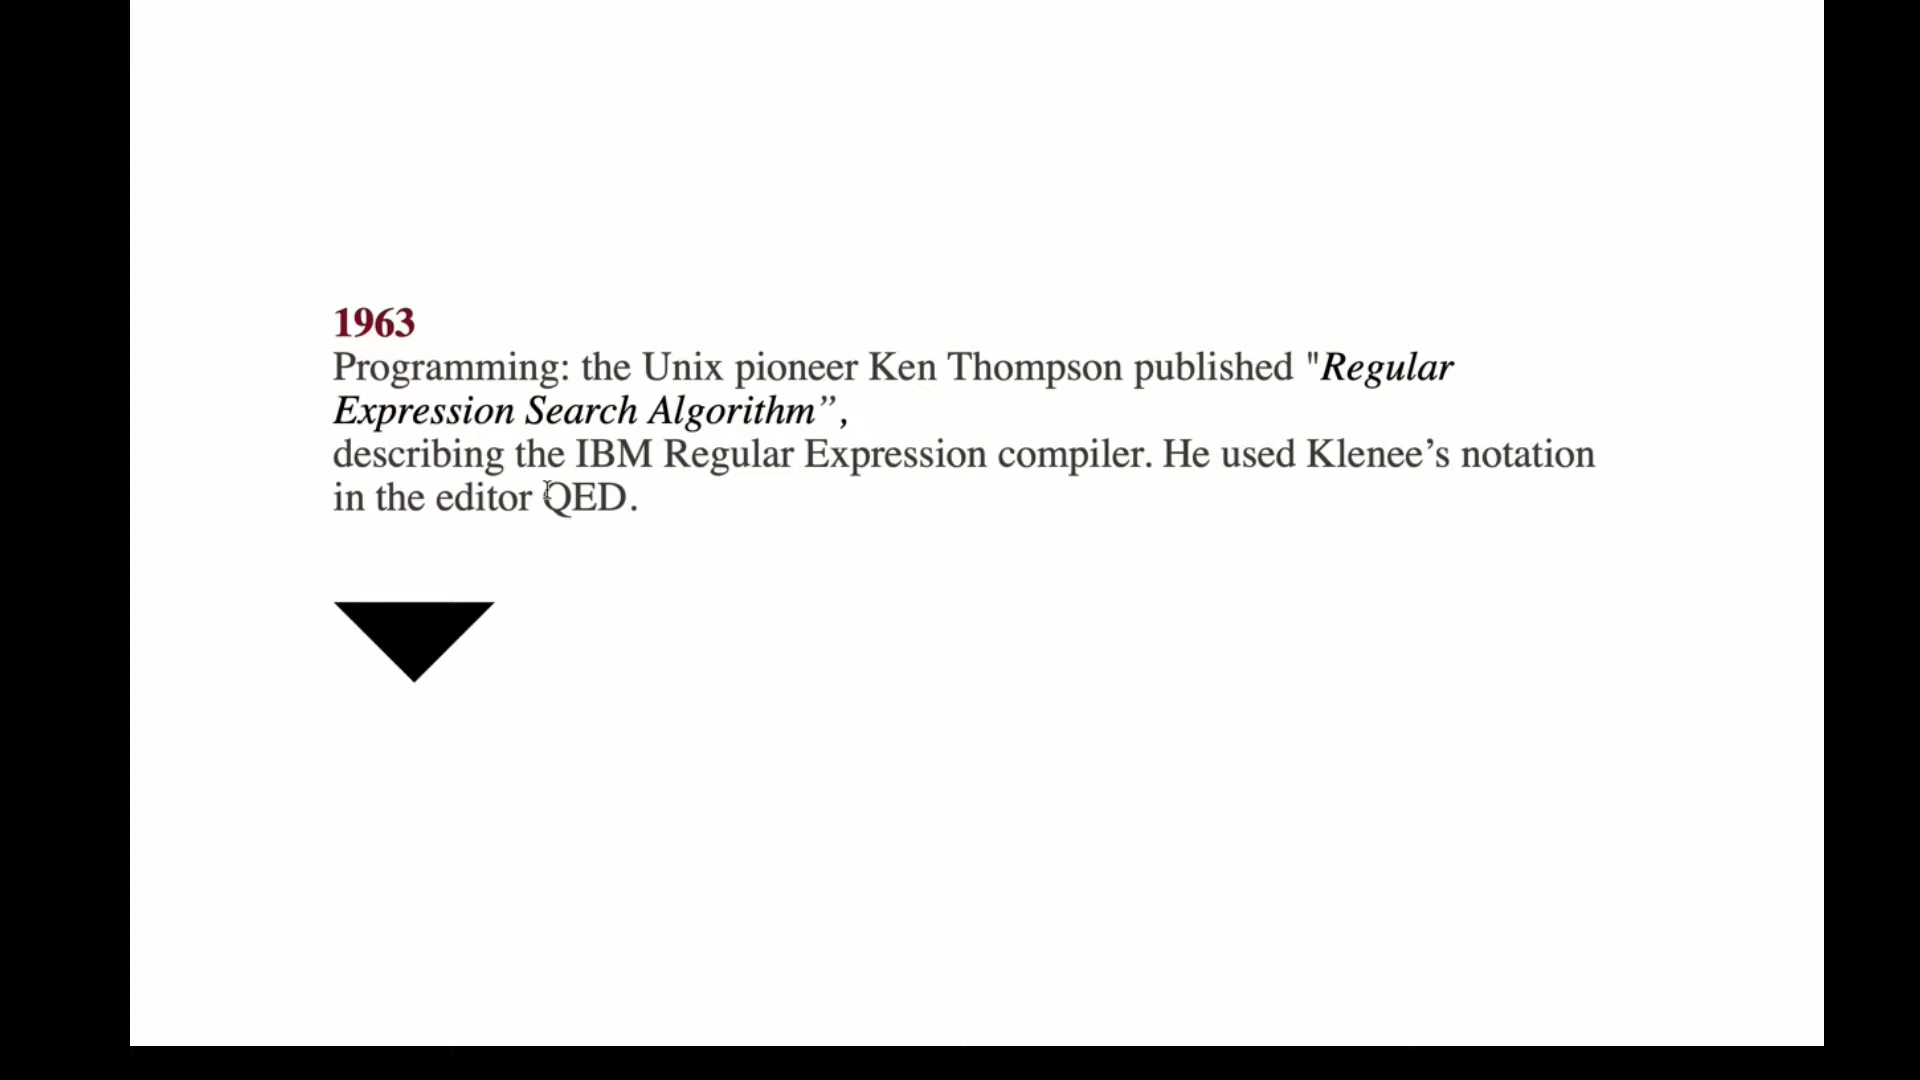 1963
Programming: the Unix pioneer Ken Thompson published "Regular
Expression Search Algorithm”,
describing the IBM Regular Expression compiler. He used Klenee’s notation
in the editor QED.